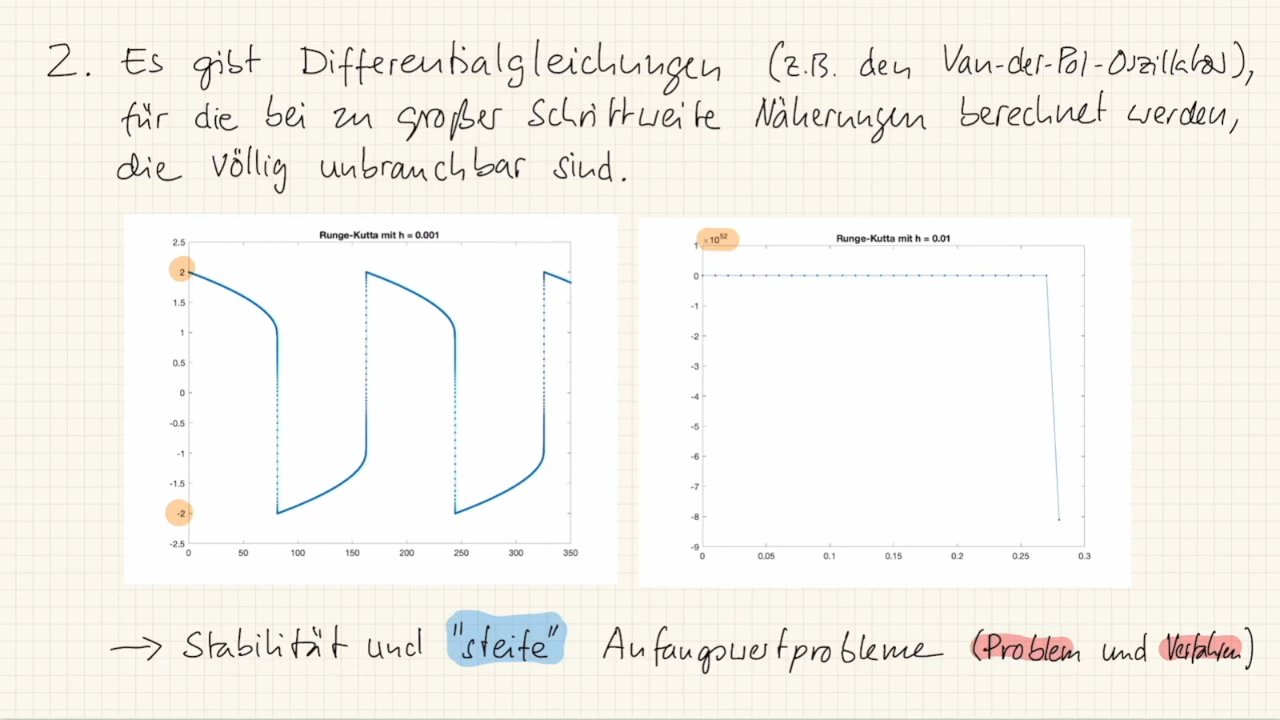 2. Es gibt Differentialgleichungen (z.B. den Van-der-Pol-Oszillator),
für die bei zu großer Schrittweite Näherungen berechnet werden,
die völlig unbrauchbar sind.
Runge-Kutta mit h = 0.001
2.5
2
1.5
1
0.5
0
-0.5
-1
-1.5
-2
-2.5
0 50 100 150 200 250 300 350
Runge-Kutta mit h = 0.01
×10^52
1
0
-1
-2
-3
-4
-5
-6
-7
-8
-9
0 0.05 0.1 0.15 0.2 0.25 0.3
→ Stabilität und "steife" Anfangswertprobleme (Problem und Verfahren)